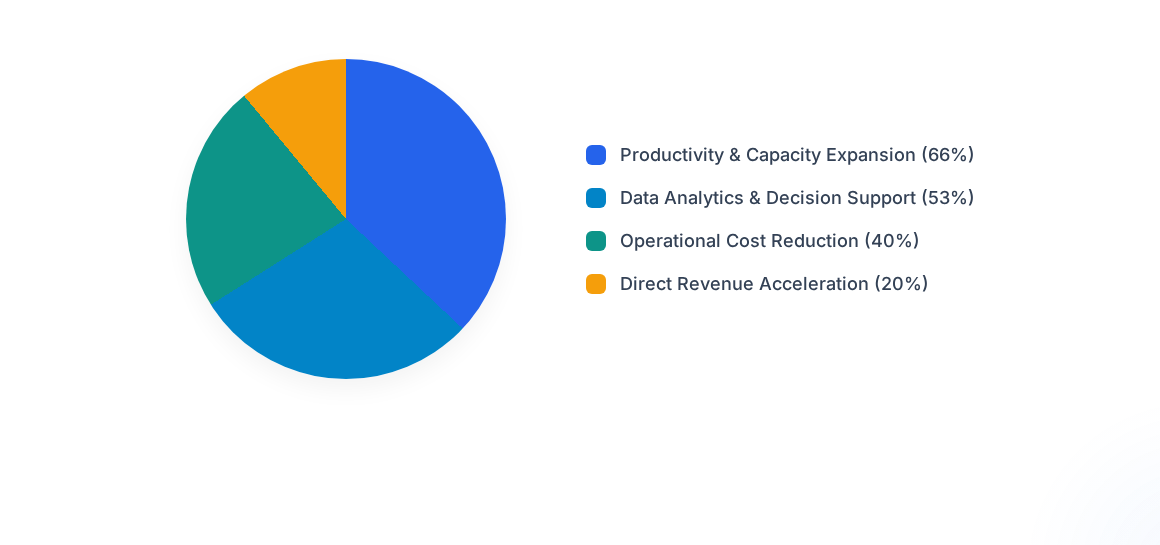 Productivity & Capacity Expansion (66%)
Data Analytics & Decision Support (53%)
Operational Cost Reduction (40%)
Direct Revenue Acceleration (20%)